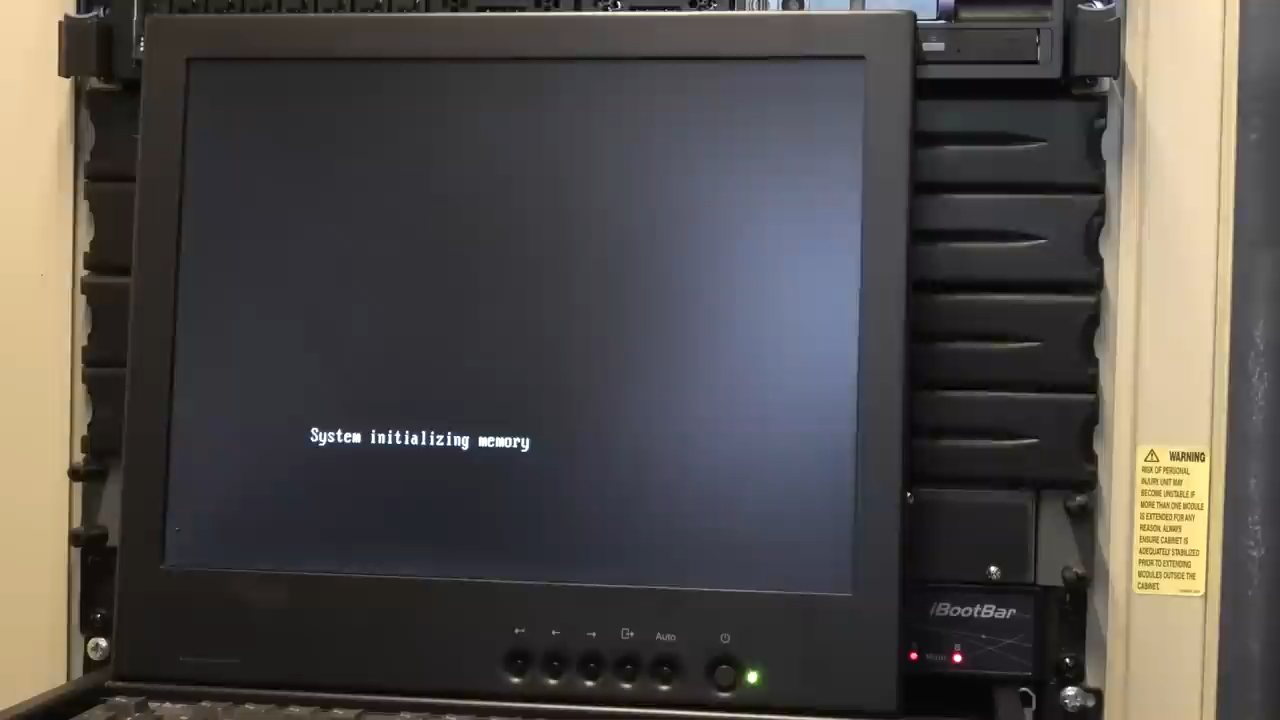 System initializing memory
WARNING
RISK OF PERSONAL
INJURY. UNIT MAY
BECOME UNSTABLE IF
MORE THAN ONE MODULE
IS EXTENDED FOR ANY
REASON. ALWAYS
ENSURE CABINET IS
ADEQUATELY STABILIZED
PRIOR TO EXTENDING
MODULES OUTSIDE THE
CABINET.
iBootBar
Auto